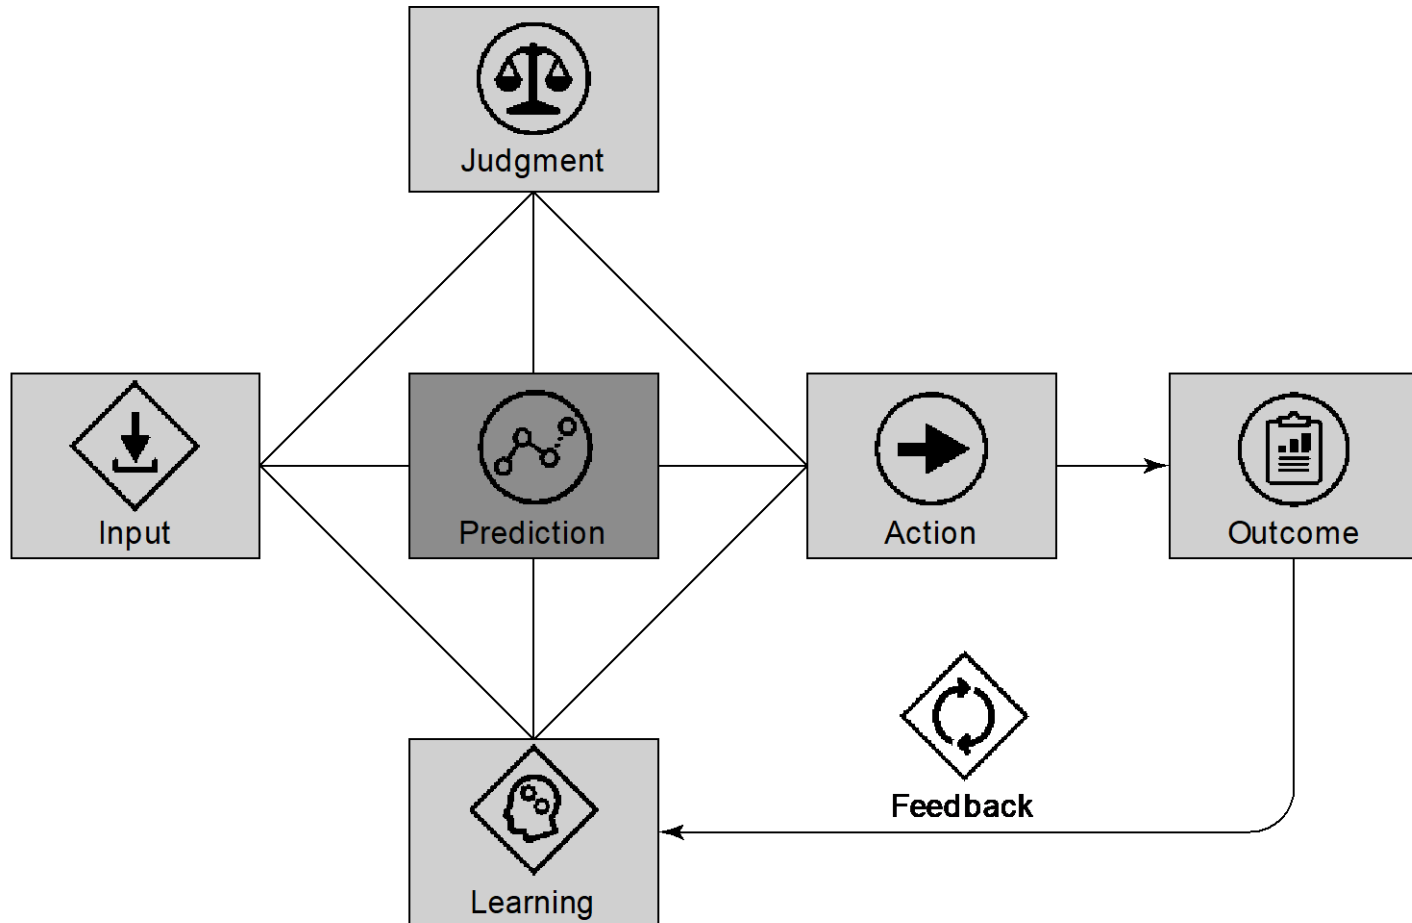 Judgment
Input
Prediction
Action
Outcome
Feedback
Learning